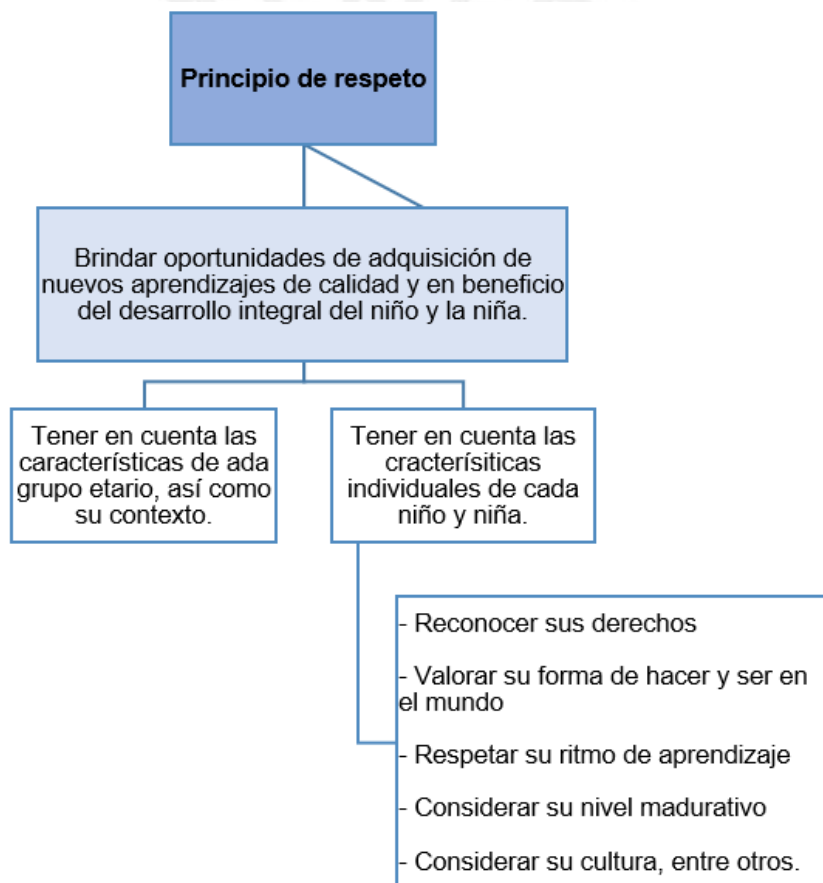 Principio de respeto
Brindar oportunidades de adquisición de
nuevos aprendizajes de calidad y en beneficio
del desarrollo integral del niño y la niña.
Tener en cuenta las
características de ada
grupo etario, así como
su contexto.
Tener en cuenta las
cracterísiticas
individuales de cada
niño y niña.
- Reconocer sus derechos
- Valorar su forma de hacer y ser en
el mundo
- Respetar su ritmo de aprendizaje
- Considerar su nivel madurativo
- Considerar su cultura, entre otros.